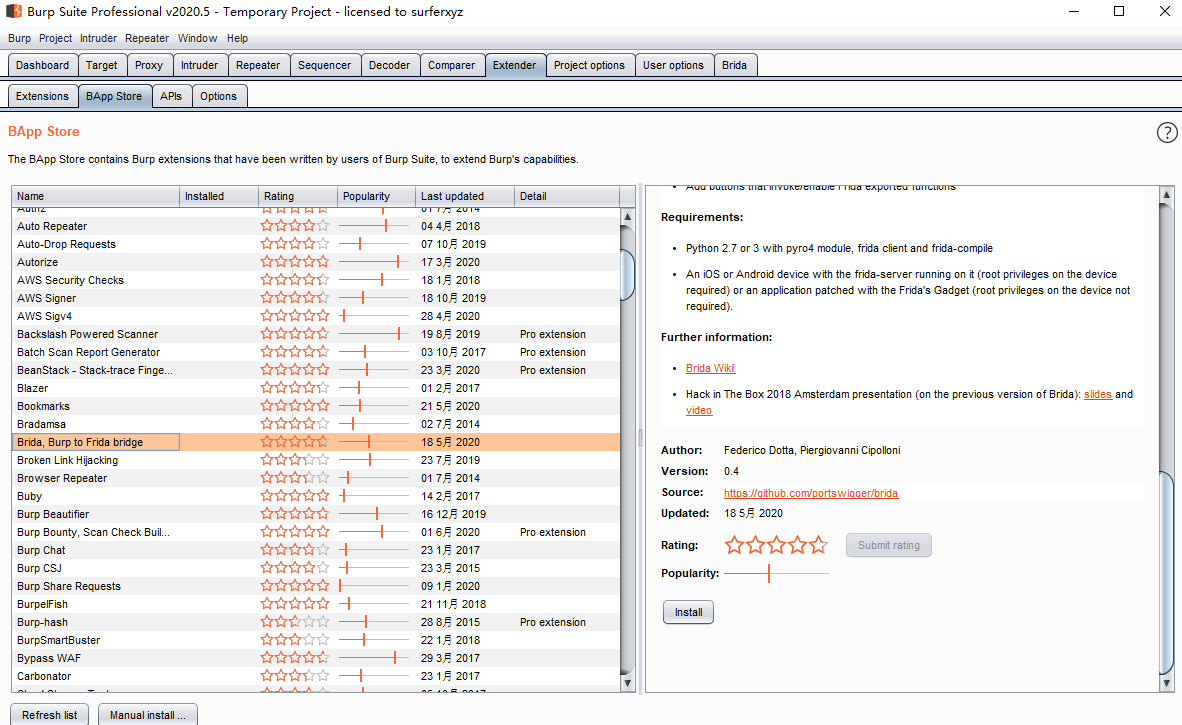 Burp Suite Professional v2020.5 - Temporary Project - licensed to surferxyz
Burp Project Intruder Repeater Window Help
Dashboard Target Proxy Intruder Repeater Sequencer Decoder Comparer Extender Project options User options Brida
Extensions BApp Store APIs Options
BApp Store
?
The BApp Store contains Burp extensions that have been written by users of Burp Suite, to extend Burp's capabilities.
Name Installed Rating Popularity Last updated Detail
Authz 01 7月 2014
Auto Repeater 04 4月 2018
Auto-Drop Requests 07 10月 2019
Autorize 17 3月 2020
AWS Security Checks 18 1月 2018
AWS Signer 18 10月 2019
AWS Sigv4 28 4月 2020
Backslash Powered Scanner 19 8月 2019 Pro extension
Batch Scan Report Generator 03 10月 2017 Pro extension
BeanStack - Stack-trace Finge... 23 3月 2020 Pro extension
Blazer 01 2月 2017
Bookmarks 21 5月 2020
Bradamsa 02 7月 2014
Brida, Burp to Frida bridge 18 5月 2020
Broken Link Hijacking 23 7月 2019
Browser Repeater 01 7月 2014
Buby 14 2月 2017
Burp Beautifier 16 12月 2019
Burp Bounty, Scan Check Buil... 01 6月 2020 Pro extension
Burp Chat 23 1月 2017
Burp CSJ 23 3月 2015
Burp Share Requests 09 1月 2020
BurpelFish 21 11月 2018
Burp-hash 28 8月 2015 Pro extension
BurpSmartBuster 22 1月 2018
Bypass WAF 29 3月 2017
Carbonator 23 1月 2017
Refresh list Manual install ...
Add buttons that invoke/enable Frida exported functions
Requirements:
Python 2.7 or 3 with pyro4 module, frida client and frida-compile
An iOS or Android device with the frida-server running on it (root privileges on the device
required) or an application patched with the Frida's Gadget (root privileges on the device not
required).
Further information:
Brida Wiki!
Hack in The Box 2018 Amsterdam presentation (on the previous version of Brida): slides and
video
Author: Federico Dotta, Piergiovanni Cipolloni
Version: 0.4
Source: https://github.com/portswigger/brida
Updated: 18 5月 2020
Rating: Submit rating
Popularity:
Install